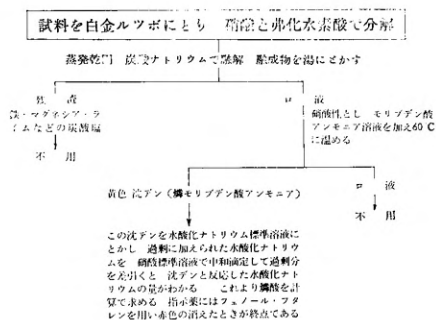 試料を白金ルツボにとり 硝酸と弗化水素酸で分解
蒸発乾固 炭酸ナトリウムで融解 融成物を湯にとかす
残渣
鉄・マグネシア・ラ
イムなどの炭酸塩
不用
ロ液
硝酸性とし モリブデン酸
アンモニア溶液を加え60℃
に温める
黄色沈デン(燐モリブデン酸アンモニア)
ロ液
不用
この沈デンを水酸化ナトリウム標準溶液に
とかし 過剰に加えられた水酸化ナトリウ
ムを 硝酸標準溶液で中和滴定して過剰分
を差引くと 沈デンと反応した水酸化ナト
リウムの量がわかる これより燐酸を計
算で求める 指示薬にはフェノール・フタ
レンを用い赤色の消えたときが終点である